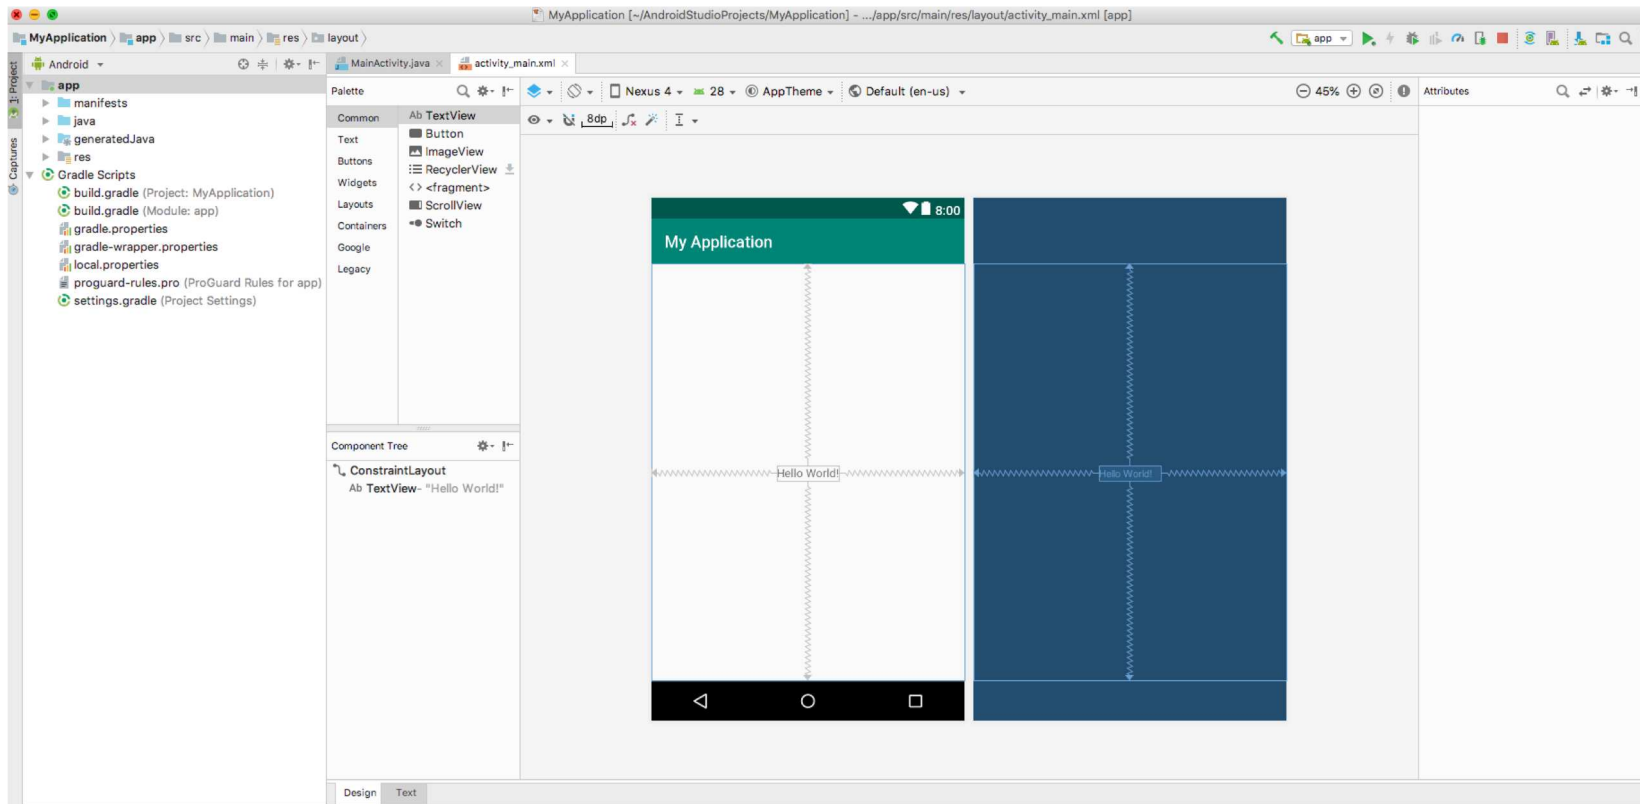 MyApplication [~/AndroidStudioProjects/MyApplication] - .../app/src/main/res/layout/activity_main.xml [app]
MyApplication app src main res layout
app
1: Project
Captures
Android
app
manifests
java
generatedJava
res
Gradle Scripts
build.gradle (Project: MyApplication)
build.gradle (Module: app)
gradle.properties
gradle-wrapper.properties
local.properties
proguard-rules.pro (ProGuard Rules for app)
settings.gradle (Project Settings)
MainActivity.java activity_main.xml
Palette
Common
Text
Buttons
Widgets
Layouts
Containers
Google
Legacy
Ab TextView
Button
ImageView
RecyclerView
<> <fragment>
ScrollView
Switch
Component Tree
ConstraintLayout
Ab TextView- "Hello World!"
Nexus 4 28 AppTheme Default (en-us) 45%
8dp
8:00
My Application
Hello World!
Hello World!
Attributes
Design Text